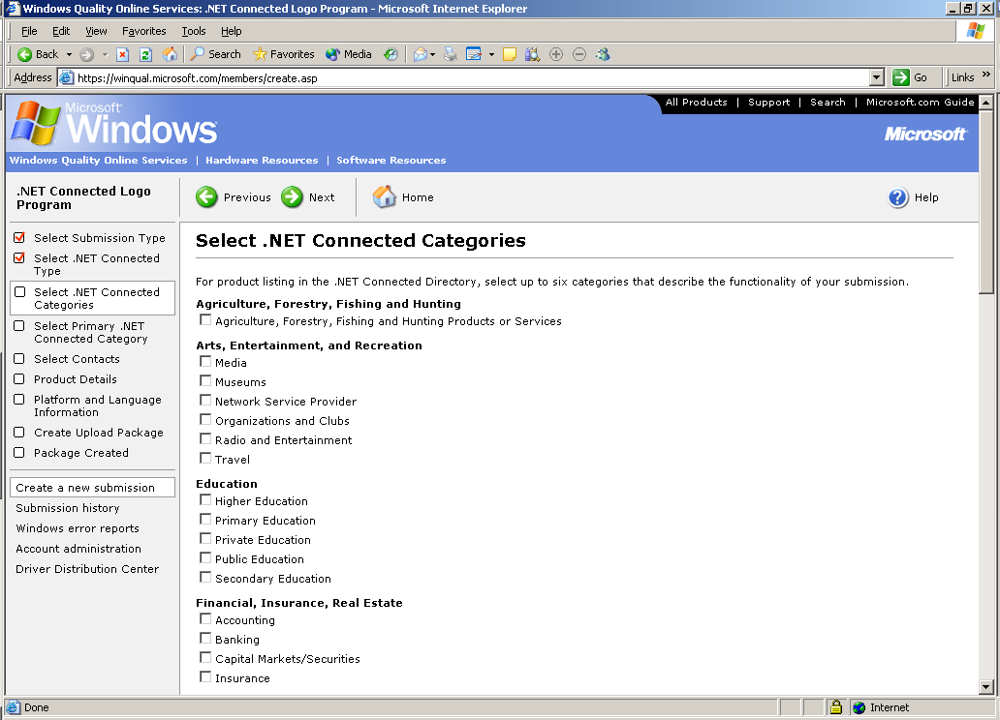 Windows Quality Online Services: .NET Connected Logo Program - Microsoft Internet Explorer
File Edit View Favorites Tools Help
Back Search Favorites Media
Address https://winqual.microsoft.com/members/create.asp Go Links »
All Products | Support | Search | Microsoft.com Guide
Microsoft
Windows
Microsoft
Windows Quality Online Services | Hardware Resources | Software Resources
.NET Connected Logo
Program
Previous Next Home Help
Select Submission Type
Select .NET Connected
Type
Select .NET Connected
Categories
Select Primary .NET
Connected Category
Select Contacts
Product Details
Platform and Language
Information
Create Upload Package
Package Created
Create a new submission
Submission history
Windows error reports
Account administration
Driver Distribution Center
Select .NET Connected Categories
For product listing in the .NET Connected Directory, select up to six categories that describe the functionality of your submission.
Agriculture, Forestry, Fishing and Hunting
Agriculture, Forestry, Fishing and Hunting Products or Services
Arts, Entertainment, and Recreation
Media
Museums
Network Service Provider
Organizations and Clubs
Radio and Entertainment
Travel
Education
Higher Education
Primary Education
Private Education
Public Education
Secondary Education
Financial, Insurance, Real Estate
Accounting
Banking
Capital Markets/Securities
Insurance
Done Internet